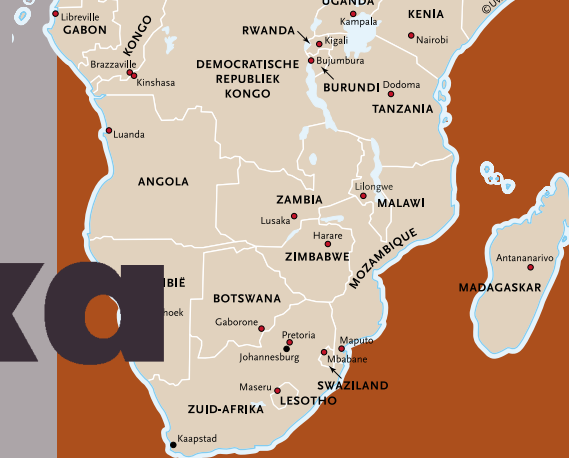 UGANDA
Kampala
KENIA
Libreville
GABON
KONGO
RWANDA
Kigali
Nairobi
Brazzaville
Kinshasa
DEMOCRATISCHE
REPUBLIEK
KONGO
Bujumbura
BURUNDI
Dodoma
TANZANIA
Luanda
ANGOLA
ZAMBIA
Lusaka
Lilongwe
MALAWI
Harare
ZIMBABWE
MOZAMBIQUE
Antananarivo
MADAGASKAR
ka
IBIË
hoek
BOTSWANA
Gaborone
Pretoria
Johannesburg
Maputo
Mbabane
SWAZILAND
Maseru
LESOTHO
ZUID-AFRIKA
Kaapstad